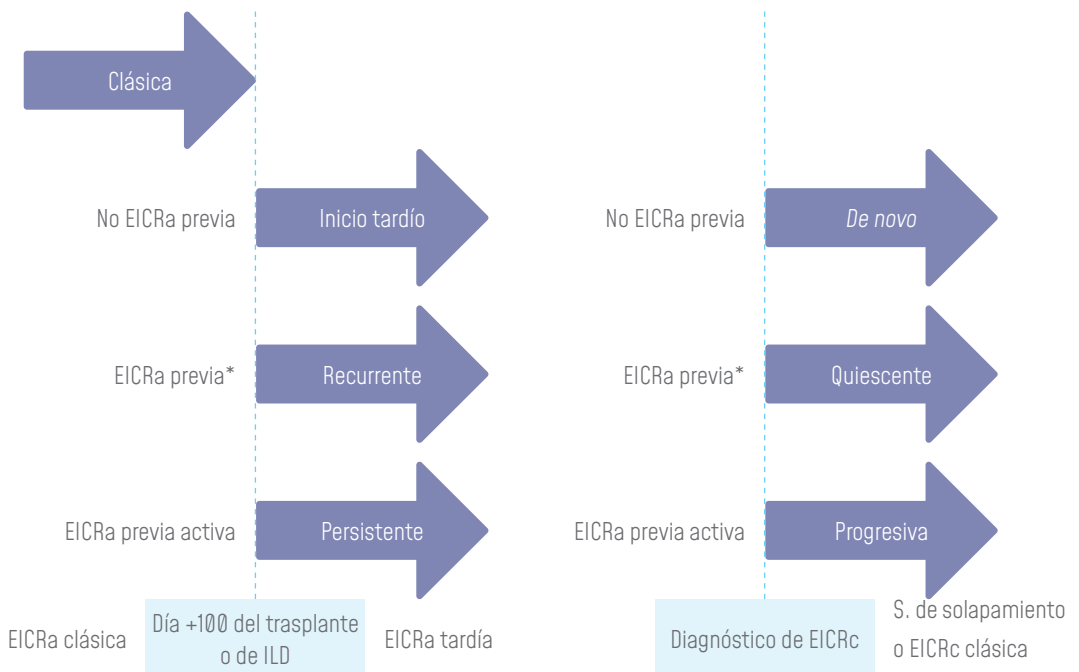 Clásica
No EICRa previa
Inicio tardío
No EICRa previa
De novo
EICRa previa*
Recurrente
EICRa previa*
Quiescente
EICRa previa activa
Persistente
EICRa previa activa
Progresiva
EICRa clásica
Día +100 del trasplante
o de ILD
EICRa tardía
Diagnóstico de EICRc
S. de solapamiento
o EICRc clásica